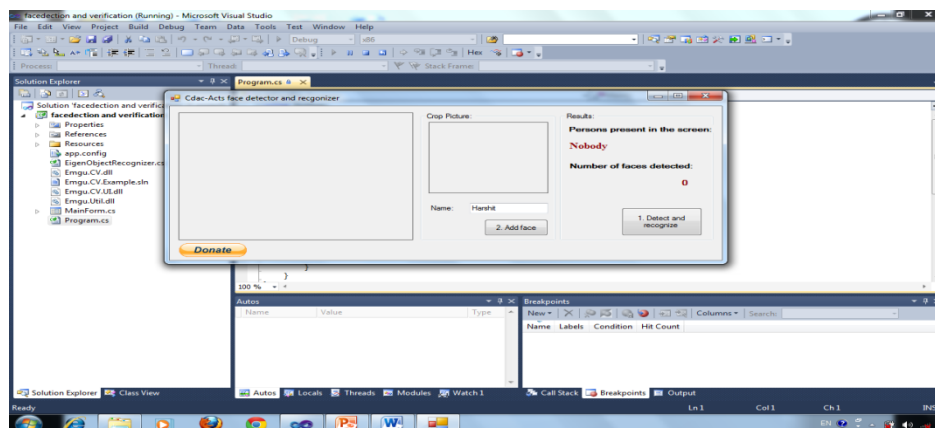 facedection and verification (Running) - Microsoft Visual Studio
File Edit View Project Build Debug Team Data Tools Test Window Help
Debug x86
Hex
Process: Thread: Stack Frame:
Solution Explorer
Program.cs
Solution 'facedection and verifica
facedection and verification
Properties
References
Resources
app.config
EigenObjectRecognizer.cs
Emgu.CV.dll
Emgu.CV.Example.sln
Emgu.CV.UI.dll
Emgu.Util.dll
MainForm.cs
Program.cs
Cdac-Acts face detector and recgonizer
Crop Picture:
Name: Harshit
2. Add face
Results:
Persons present in the screen:
Nobody
Number of faces detected:
0
1. Detect and
recognize
Donate
}
}
100 %
Autos
Name Value Type
Breakpoints
New Columns Search:
Name Labels Condition Hit Count
Solution Explorer Class View
Autos Locals Threads Modules Watch 1
Call Stack Breakpoints Output
Ready Ln 1 Col 1 Ch 1 INS
EN